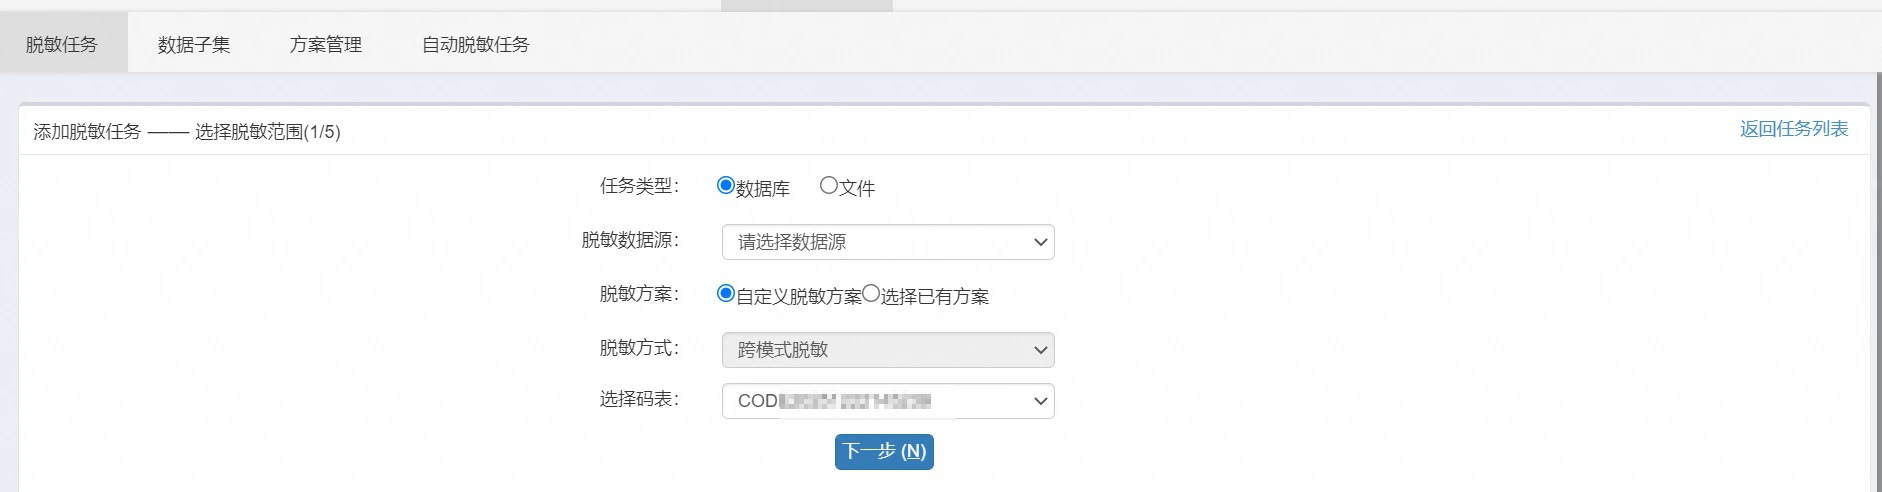 脱敏任务 数据子集 方案管理 自动脱敏任务
添加脱敏任务 —— 选择脱敏范围(1/5) 返回任务列表
任务类型： 数据库 文件
脱敏数据源： 请选择数据源
脱敏方案： 自定义脱敏方案 选择已有方案
脱敏方式： 跨模式脱敏
选择码表： COD
下一步 (N)